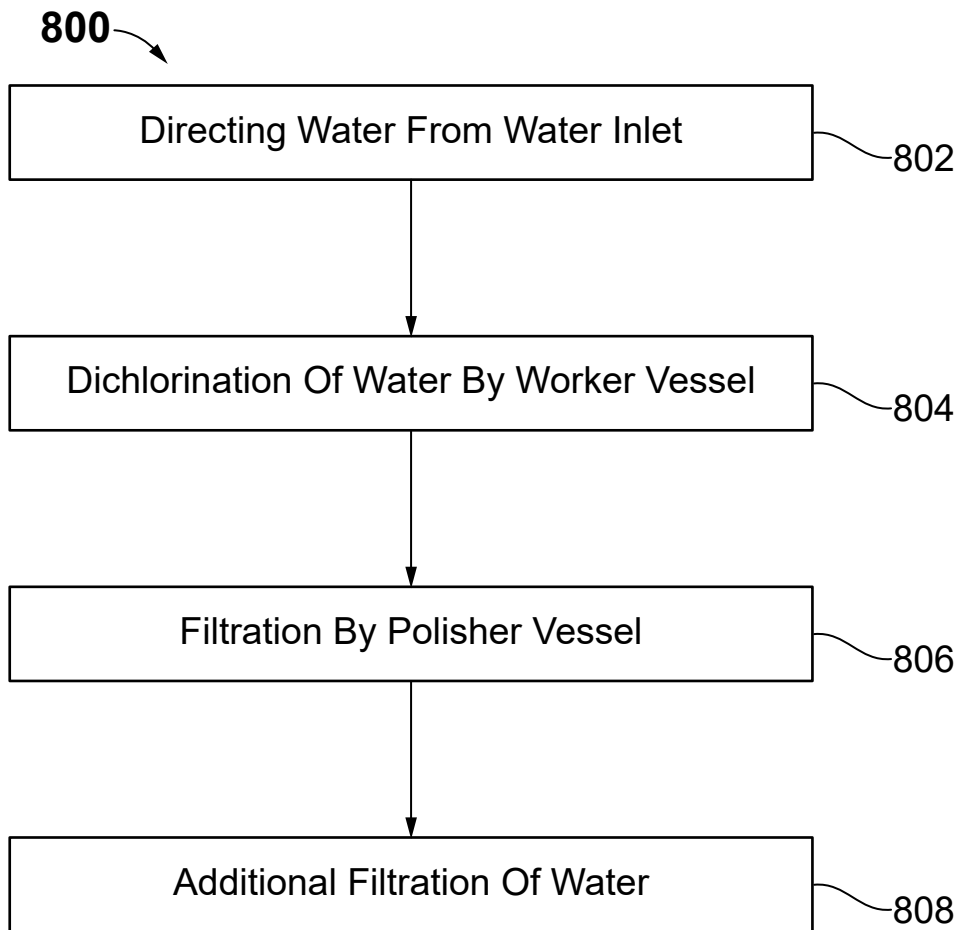 800
Directing Water From Water Inlet
802
Dichlorination Of Water By Worker Vessel
804
Filtration By Polisher Vessel
806
Additional Filtration Of Water
808